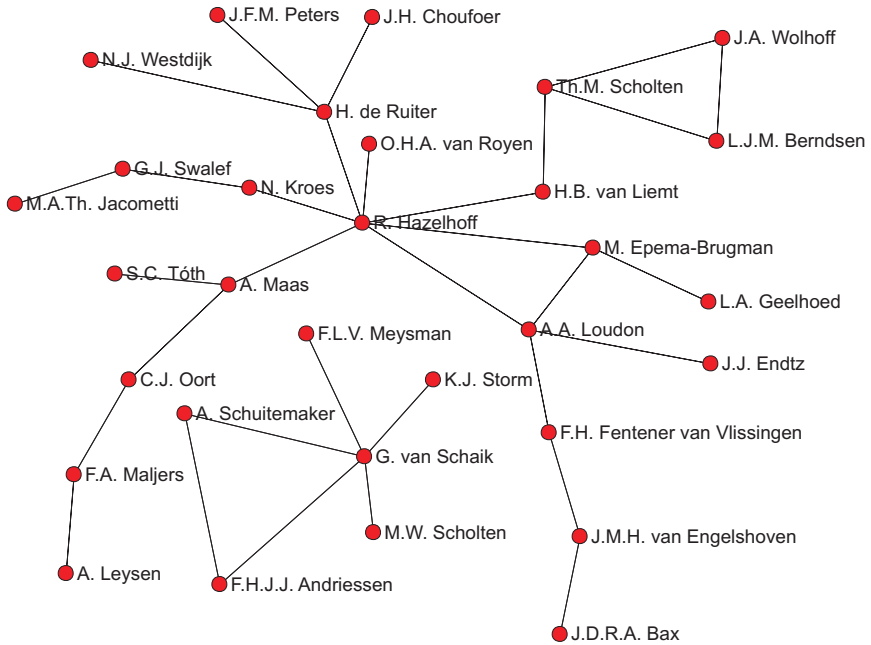 J.F.M. Peters
J.H. Choufoer
J.A. Wolhoff
N.J. Westdijk
Th.M. Scholten
H. de Ruiter
O.H.A. van Royen
L.J.M. Berndsen
G.J. Swalef
N. Kroes
H.B. van Liemt
M.A.Th. Jacometti
R. Hazelhoff
M. Epema-Brugman
S.C. Tóth
A. Maas
L.A. Geelhoed
A.A. Loudon
F.L.V. Meysman
J.J. Endtz
C.J. Oort
K.J. Storm
A. Schuitemaker
F.H. Fentener van Vlissingen
G. van Schaik
F.A. Maljers
M.W. Scholten
J.M.H. van Engelshoven
A. Leysen
F.H.J.J. Andriessen
J.D.R.A. Bax